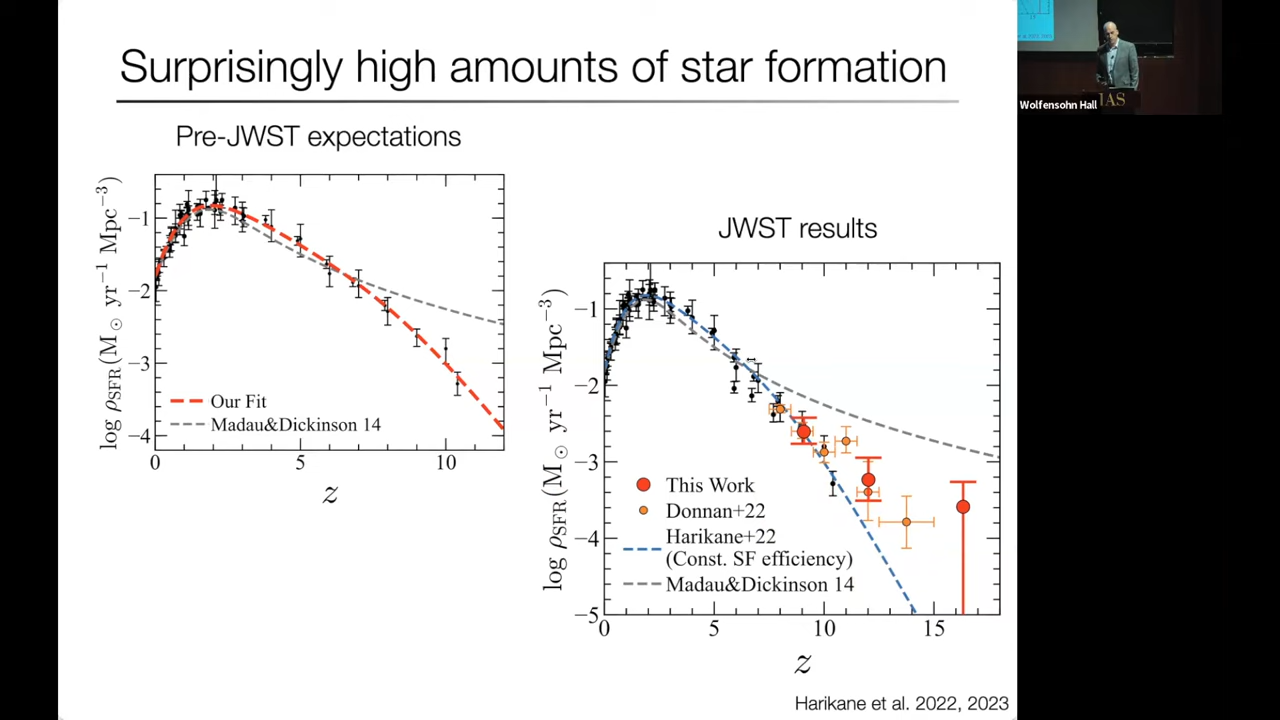 Surprisingly high amounts of star formation
Pre-JWST expectations
log ρSFR(M⊙ yr⁻¹ Mpc⁻³)
−1
−2
−3
−4
Our Fit
Madau&Dickinson 14
0
5
10
z
JWST results
log ρSFR(M⊙ yr⁻¹ Mpc⁻³)
−1
−2
−3
−4
−5
This Work
Donnan+22
Harikane+22
(Const. SF efficiency)
Madau&Dickinson 14
0
5
10
15
z
Harikane et al. 2022, 2023
Wolfensohn Hall
IAS